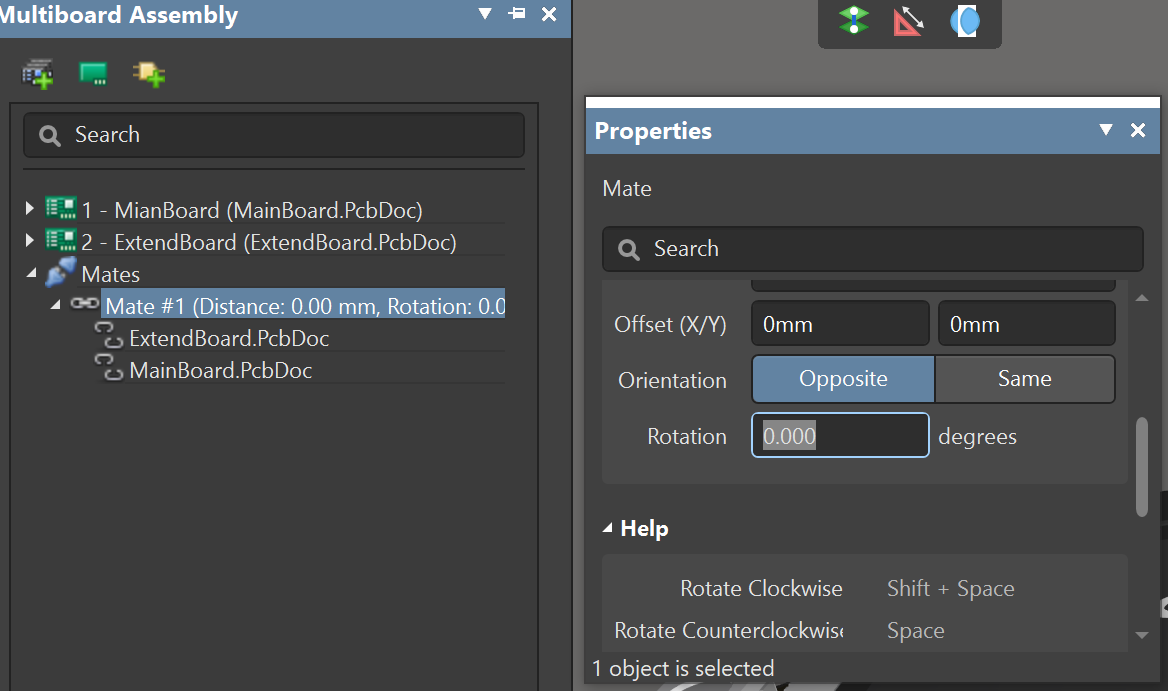 Multiboard Assembly
Search
1 - MianBoard (MainBoard.PcbDoc)
2 - ExtendBoard (ExtendBoard.PcbDoc)
Mates
Mate #1 (Distance: 0.00 mm, Rotation: 0.0
ExtendBoard.PcbDoc
MainBoard.PcbDoc
Properties
Mate
Search
Offset (X/Y) 0mm 0mm
Orientation Opposite Same
Rotation 0.000 degrees
Help
Rotate Clockwise Shift + Space
Rotate Counterclockwise Space
1 object is selected